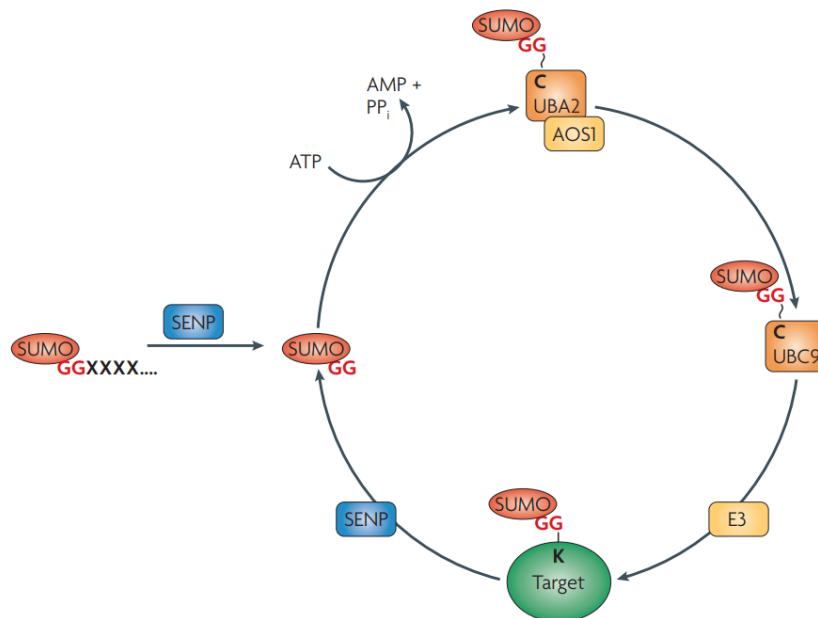 SUMO
GG
C
UBA2
AOS1
AMP +
PPi
ATP
SUMO
GG
C
UBC9
SENP
SUMO
GGXXXX....
SUMO
GG
SENP
SUMO
GG
K
Target
E3